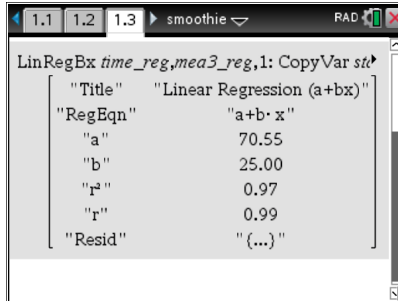 1.1 1.2 1.3 smoothie RAD
LinRegBx time_reg,mea3_reg,1: CopyVar
"Title" "Linear Regression (a+bx)"
"RegEqn" "a+b·x"
"a" 70.55
"b" 25.00
"r²" 0.97
"r" 0.99
"Resid" "{...}"